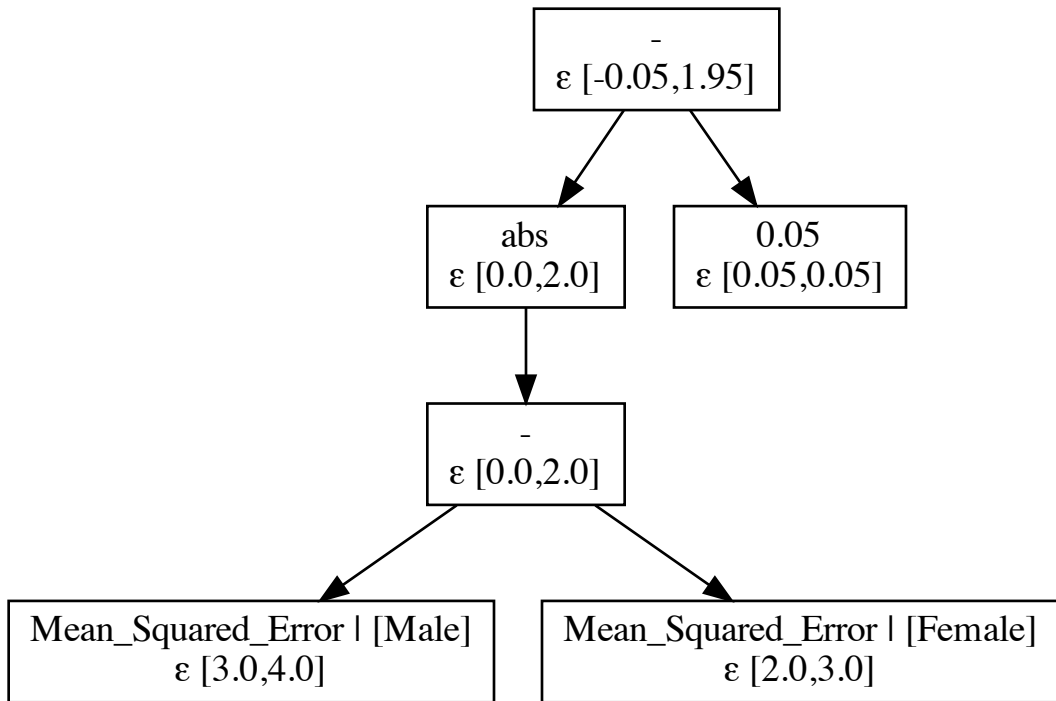 -
ε [-0.05,1.95]
abs
ε [0.0,2.0]
0.05
ε [0.05,0.05]
-
ε [0.0,2.0]
Mean_Squared_Error | [Male]
ε [3.0,4.0]
Mean_Squared_Error | [Female]
ε [2.0,3.0]